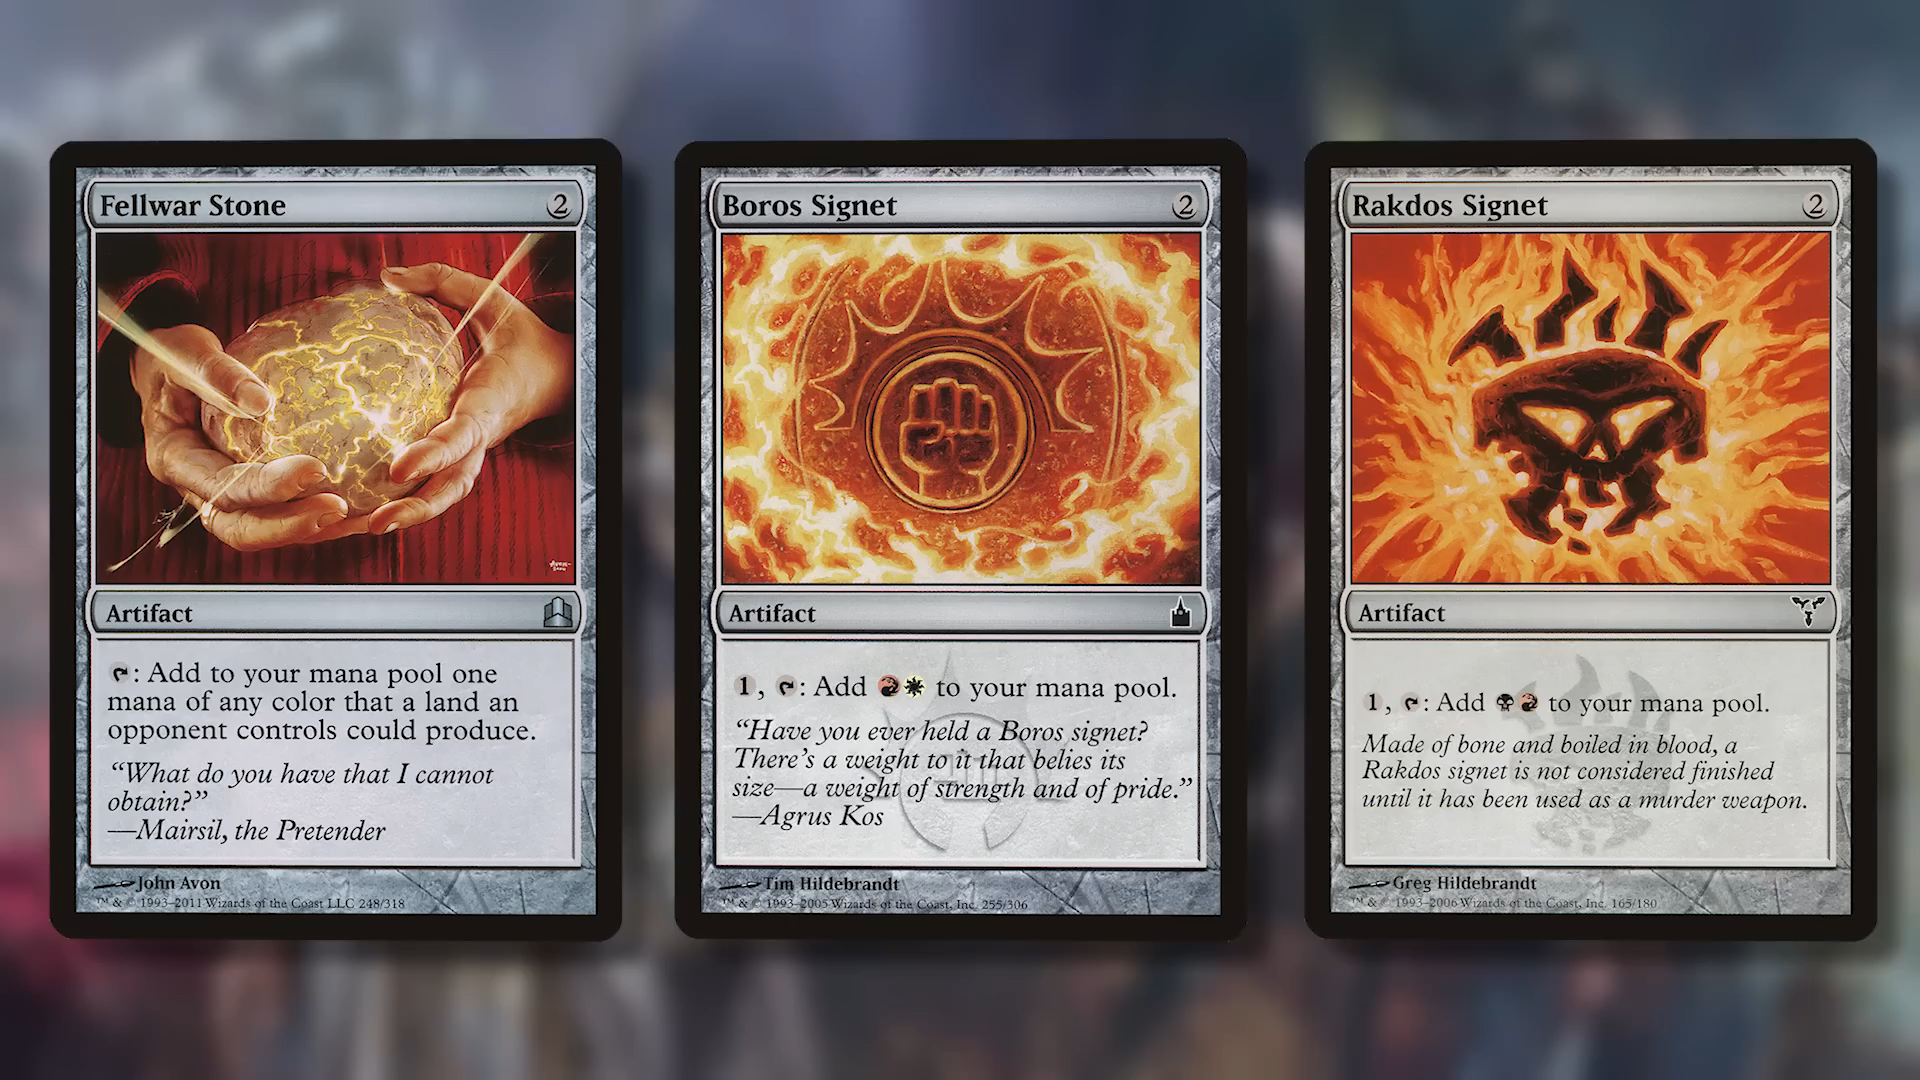 Fellwar Stone 2
Artifact
: Add to your mana pool one
mana of any color that a land an
opponent controls could produce.
“What do you have that I cannot
obtain?”
—Mairsil, the Pretender
John Avon
™ & © 1993–2011 Wizards of the Coast LLC 248/318
Boros Signet 2
Artifact
1, : Add to your mana pool.
“Have you ever held a Boros signet?
There’s a weight to it that belies its
size—a weight of strength and of pride.”
—Agrus Kos
Tim Hildebrandt
™ & © 1993–2005 Wizards of the Coast, Inc. 255/306
Rakdos Signet 2
Artifact
1, : Add to your mana pool.
Made of bone and boiled in blood, a
Rakdos signet is not considered finished
until it has been used as a murder weapon.
Greg Hildebrandt
™ & © 1993–2006 Wizards of the Coast, Inc. 165/180